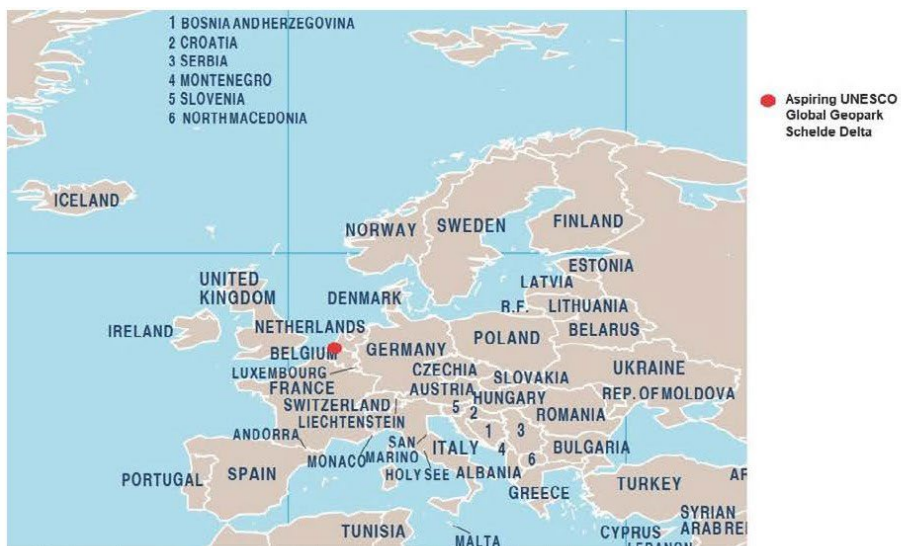 1 BOSNIA AND HERZEGOVINA
2 CROATIA
3 SERBIA
4 MONTENEGRO
5 SLOVENIA
6 NORTH MACEDONIA
Aspiring UNESCO
Global Geopark
Schelde Delta
ICELAND
NORWAY
SWEDEN
FINLAND
ESTONIA
LATVIA
R.F.
LITHUANIA
UNITED
KINGDOM
DENMARK
IRELAND
NETHERLANDS
BELARUS
POLAND
BELGIUM
GERMANY
LUXEMBOURG
CZECHIA
UKRAINE
SLOVAKIA
FRANCE
AUSTRIA
HUNGARY
REP. OF MOLDOVA
SWITZERLAND
5
2
ROMANIA
LIECHTENSTEIN
ANDORRA
1
3
MONACO
SAN
MARINO
ITALY
4
BULGARIA
6
PORTUGAL
SPAIN
HOLY SEE
ALBANIA
GREECE
TURKEY
SYRIAN
ARAB RE
TUNISIA
MALTA
CYPRUS
LEBANON